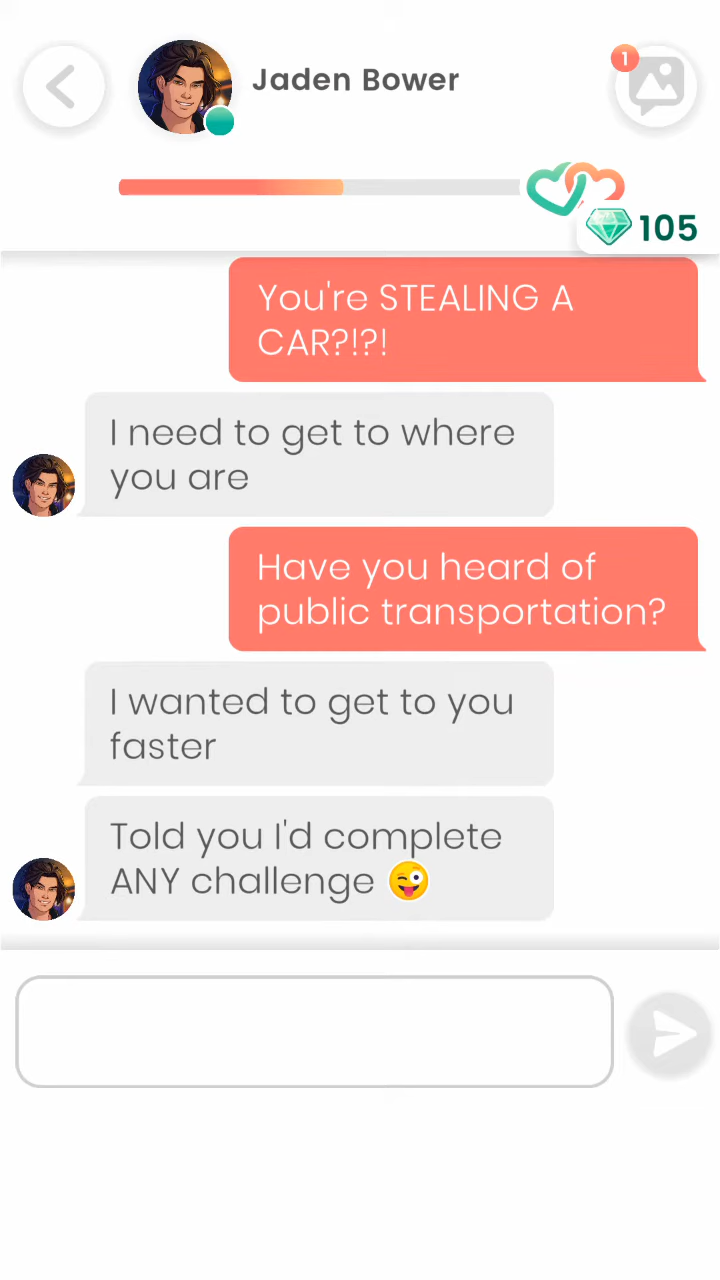 Jaden Bower
1
105
You're STEALING A
CAR?!?!
I need to get to where
you are
Have you heard of
public transportation?
I wanted to get to you
faster
Told you I'd complete
ANY challenge 😜